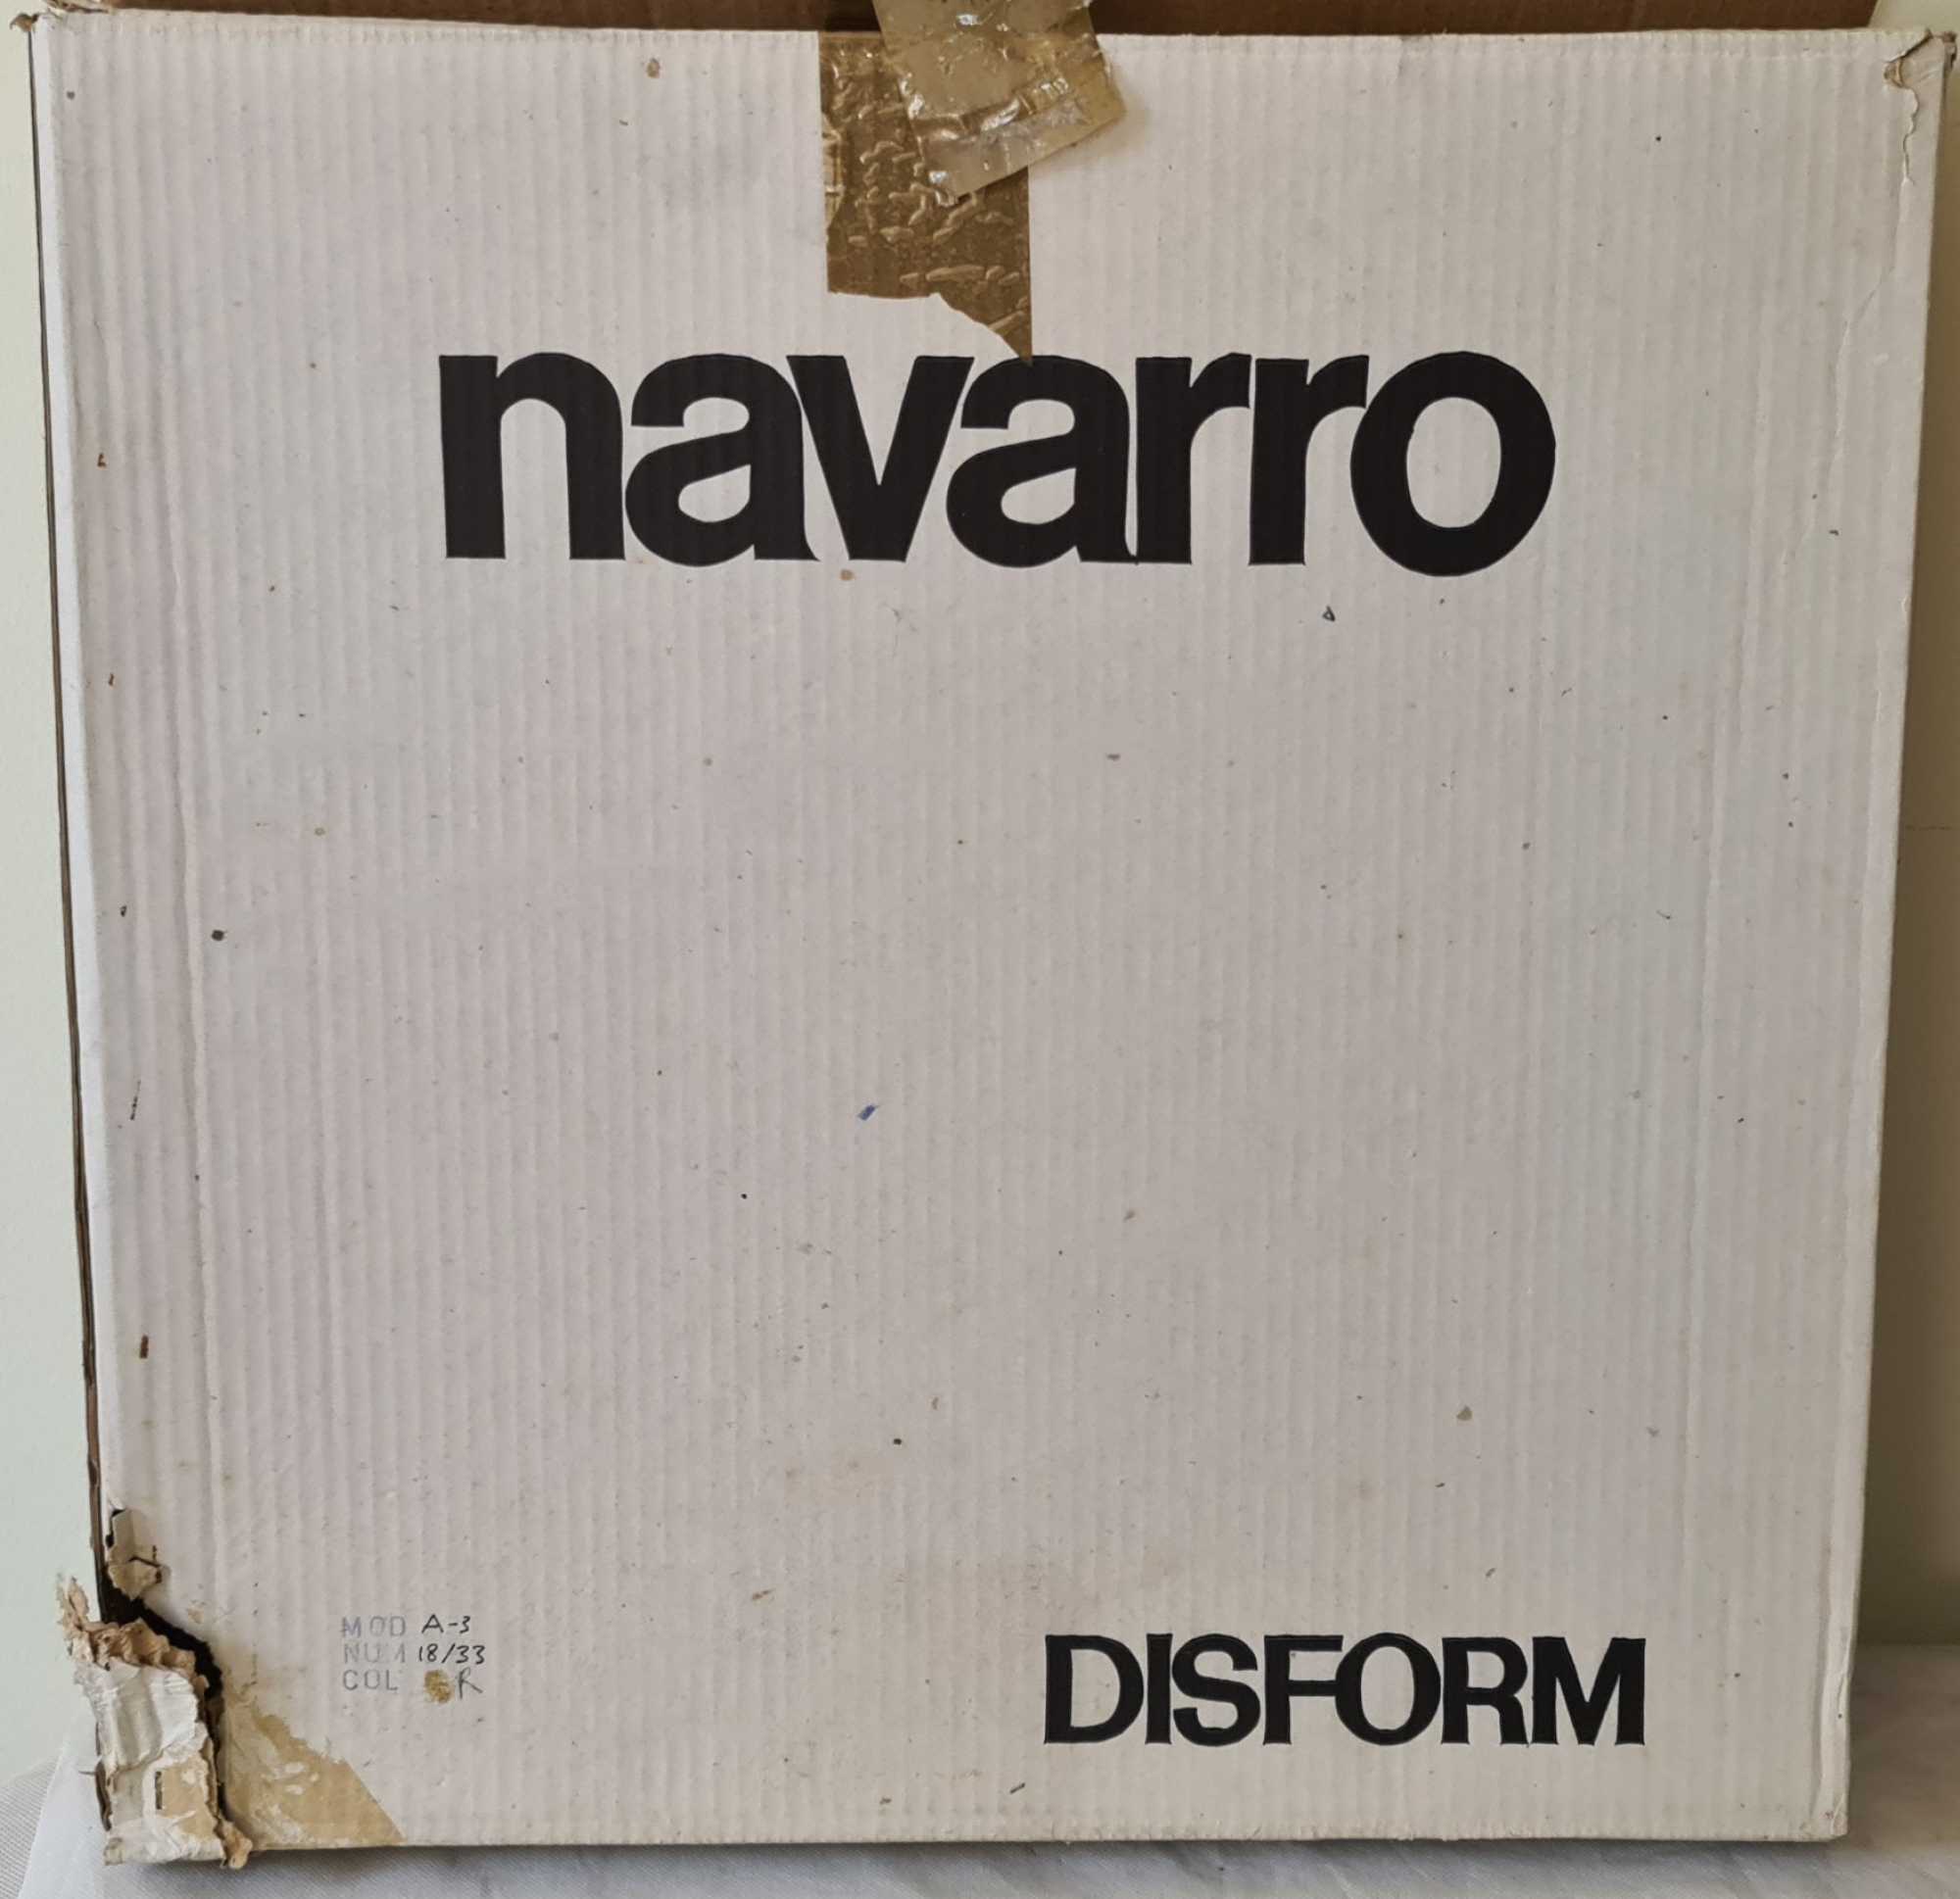 navarro
MOD A-3
NUM 18/33
COL R
DISFORM